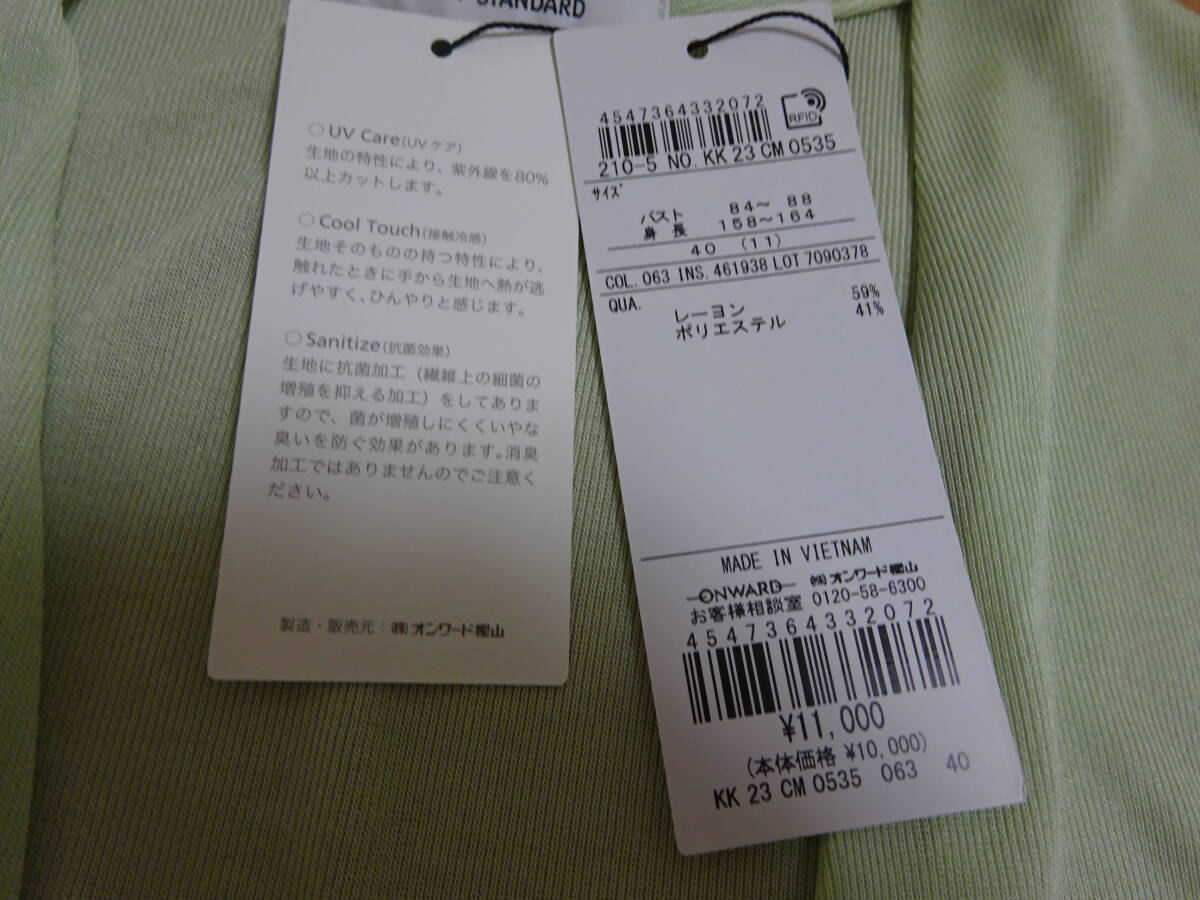 STANDARD
○ UV Care(UV ケア)
生地の特性により、紫外線を80%
以上カットします。
○ Cool Touch(接触冷感)
生地そのものの持つ特性により、
触れたときに手から生地へ熱が逃
げやすく、ひんやりと感じます。
○ Sanitize(抗菌効果)
生地に抗菌加工（繊維上の細菌の
増殖を抑える加工）をしてありま
すので、菌が増殖しにくくいやな
臭いを防ぐ効果があります。消臭
加工ではありませんのでご注意く
ださい。
製造・販売元：㈱オンワード樫山
4547364332072
RFID
210-5 NO. KK 23 CM 0535
サイズ
バスト 84～ 88
身 長 158～164
40 (11)
COL. 063 INS. 461938 LOT 7090378
QUA.
レーヨン 59%
ポリエステル 41%
MADE IN VIETNAM
ONWARD ㈱オンワード樫山
お客様相談室 0120-58-6300
4547364332072
¥11,000
(本体価格 ¥10,000)
KK 23 CM 0535 063 40